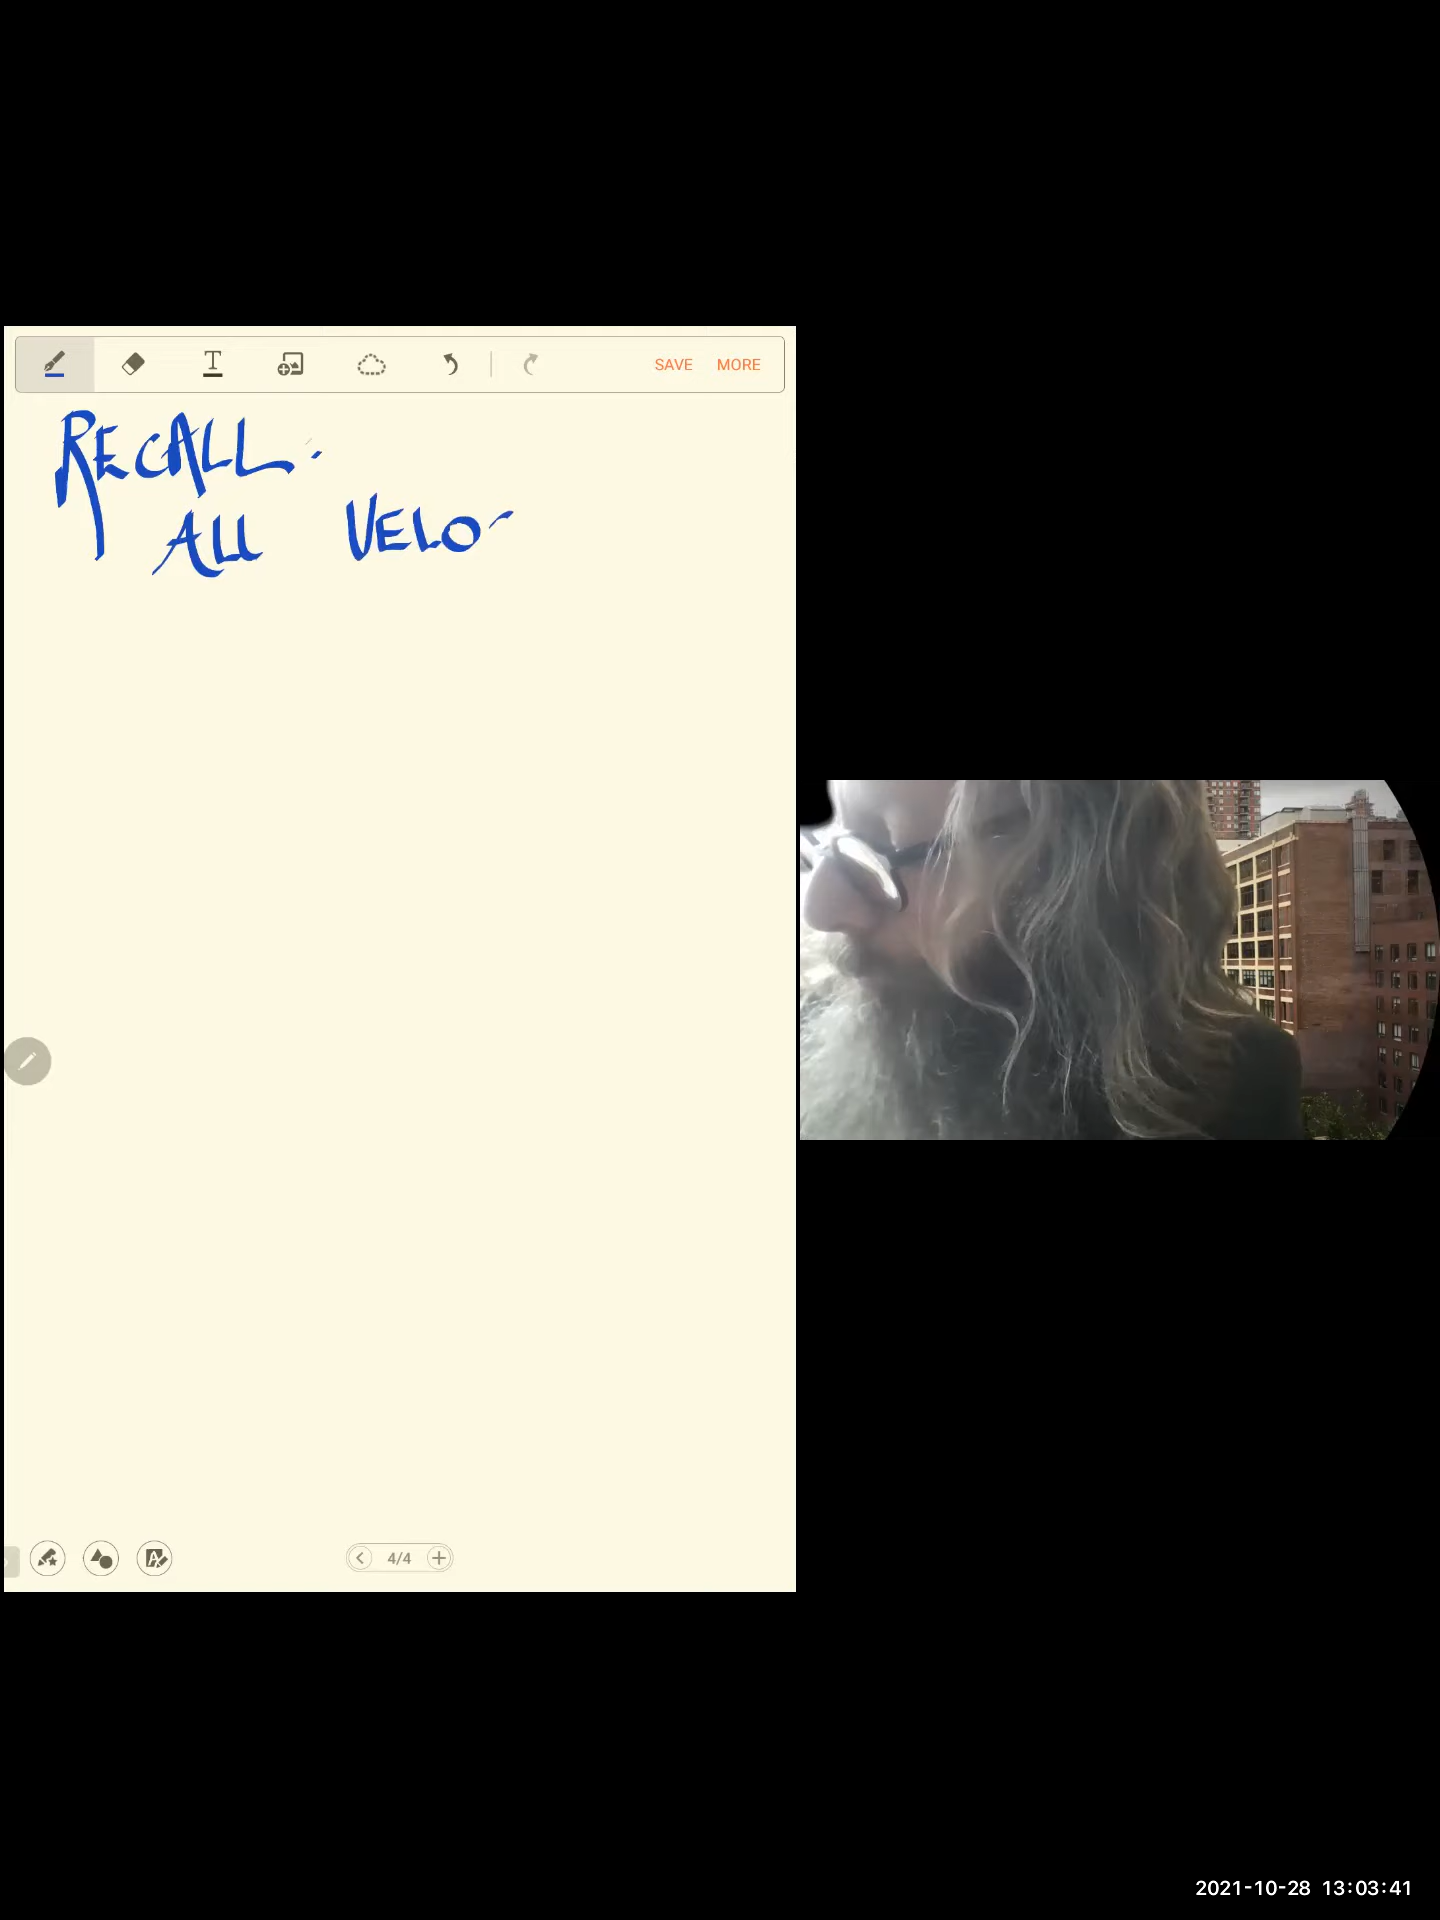 T SAVE MORE
RECALL:
ALL VELO
4/4
A
2021-10-28 13:03:41